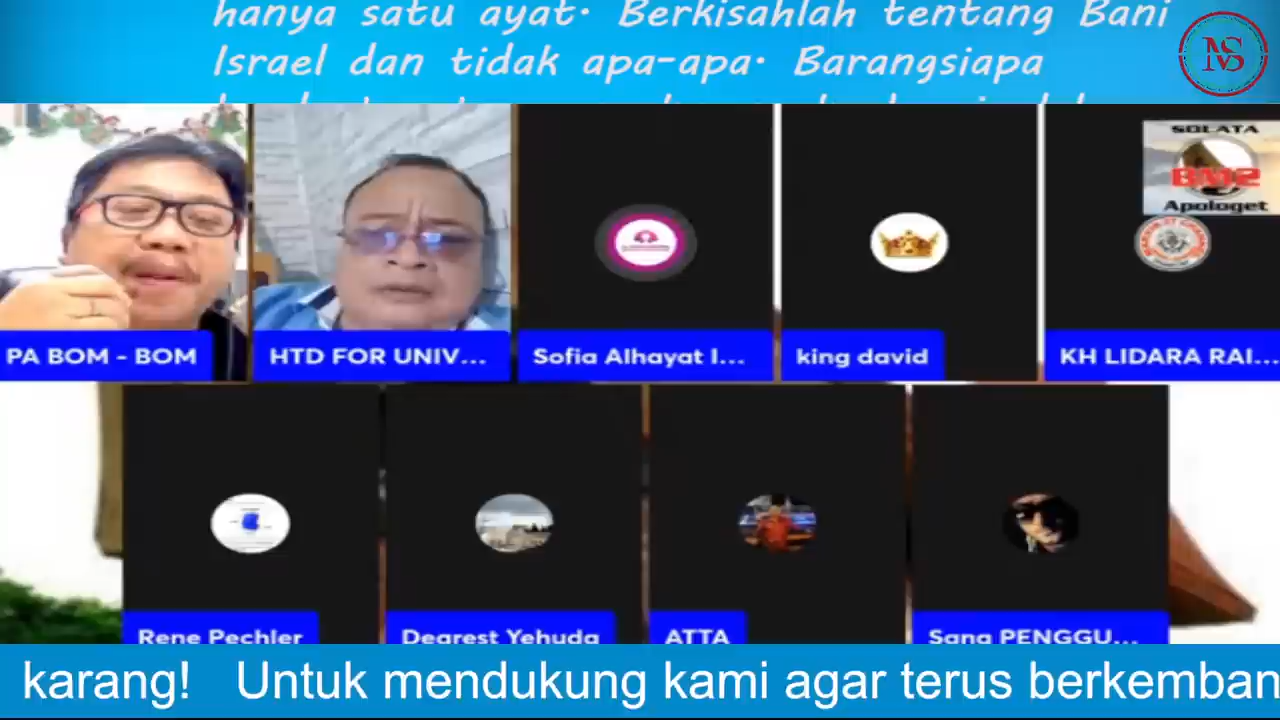 hanya satu ayat. Berkisahlah tentang Bani
Israel dan tidak apa-apa. Barangsiapa
MS
SOLATA
BM2
Apologet
PA BOM - BOM
HTD FOR UNIV...
Sofia Alhayat I...
king david
KH LIDARA RAI...
Rene Pechler
Dearest Yehuda
ATTA
Sang PENGGU...
karang! Untuk mendukung kami agar terus berkemban